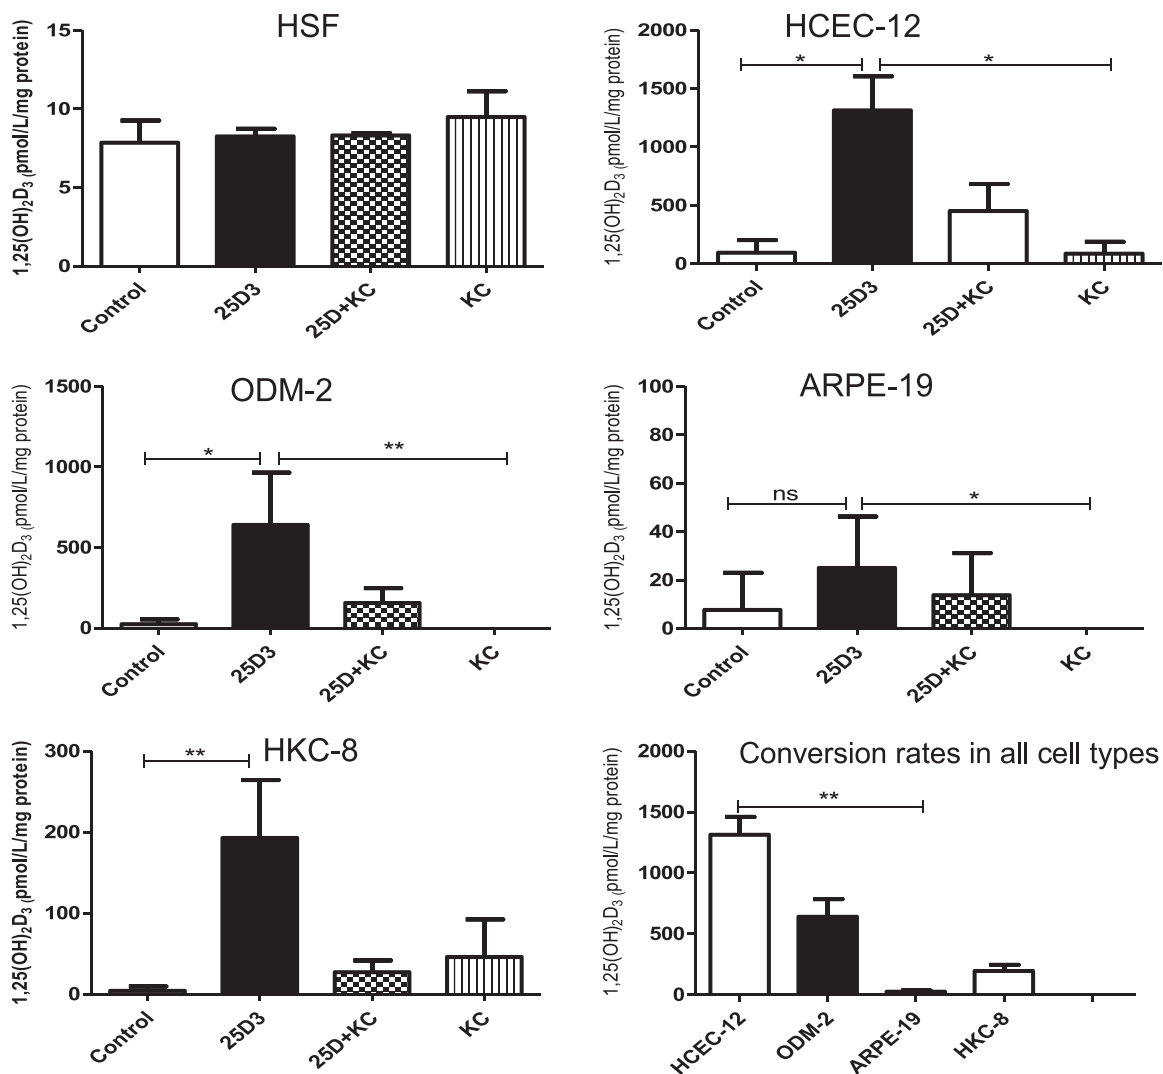 HSF
1,25(OH)₂D₃ (pmol/L/mg protein)
15
10
5
0
Control
25D3
25D+KC
KC
HCEC-12
1,25(OH)₂D₃ (pmol/L/mg protein)
2000
1500
1000
500
0
*
*
Control
25D3
25D+KC
KC
ODM-2
1,25(OH)₂D₃ (pmol/L/mg protein)
1500
1000
500
0
*
**
Control
25D3
25D+KC
KC
ARPE-19
1,25(OH)₂D₃ (pmol/L/mg protein)
100
80
60
40
20
0
ns
*
Control
25D3
25D+KC
KC
HKC-8
1,25(OH)₂D₃ (pmol/L/mg protein)
300
200
100
0
**
Control
25D3
25D+KC
KC
Conversion rates in all cell types
1,25(OH)₂D₃ (pmol/L/mg protein)
2000
1500
1000
500
0
**
HCEC-12
ODM-2
ARPE-19
HKC-8